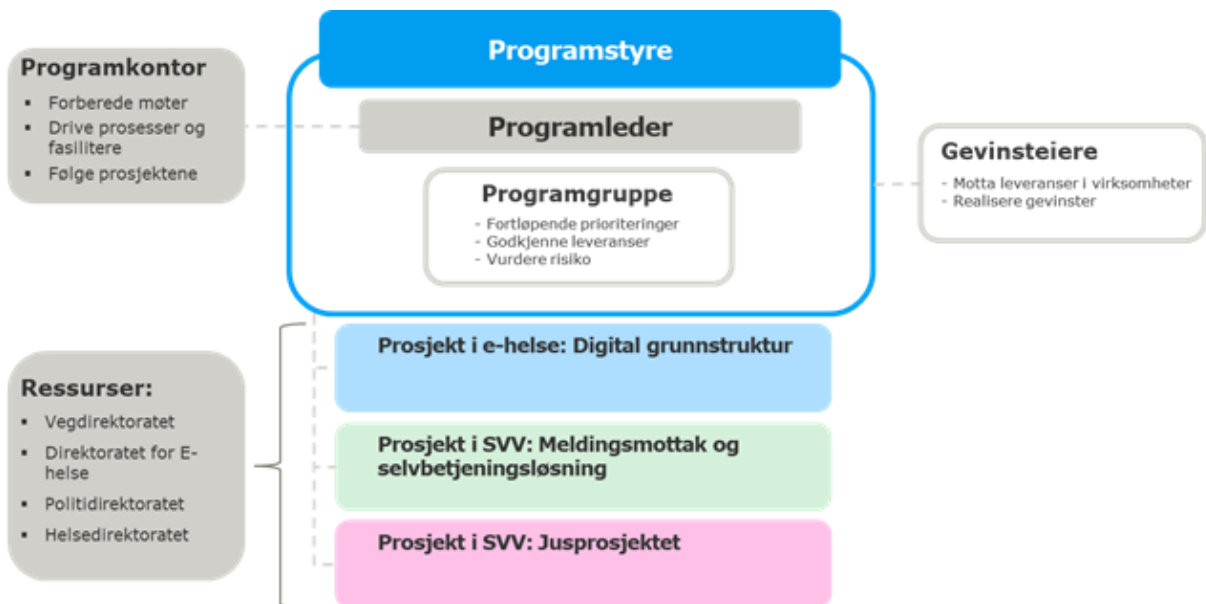 Programstyre
Programkontor
▪ Forberede møter
▪ Drive prosesser og
fasilitere
▪ Følge prosjektene
Programleder
Programgruppe
- Fortløpende prioriteringer
- Godkjenne leveranser
- Vurdere risiko
Gevinsteiere
- Motta leveranser i virksomheter
- Realisere gevinster
Ressurser:
▪ Vegdirektoratet
▪ Direktoratet for E-
helse
▪ Politidirektoratet
▪ Helsedirektoratet
Prosjekt i e-helse: Digital grunnstruktur
Prosjekt i SVV: Meldingsmottak og
selvbetjeningsløsning
Prosjekt i SVV: Jusprosjektet